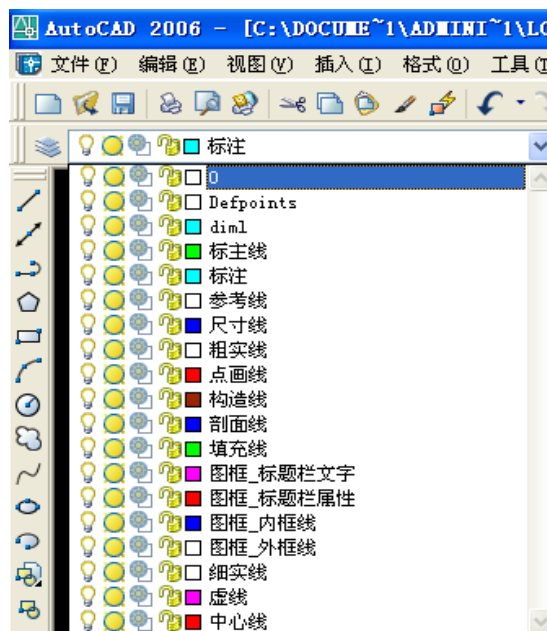 AutoCAD 2006 - [C:\DOCUME~1\ADMINI~1\LO
文件(F) 编辑(E) 视图(V) 插入(I) 格式(O) 工具(T
标注
0
Defpoints
dim1
标主线
标注
参考线
尺寸线
粗实线
点画线
构造线
剖面线
填充线
图框_标题栏文字
图框_标题栏属性
图框_内框线
图框_外框线
细实线
虚线
中心线